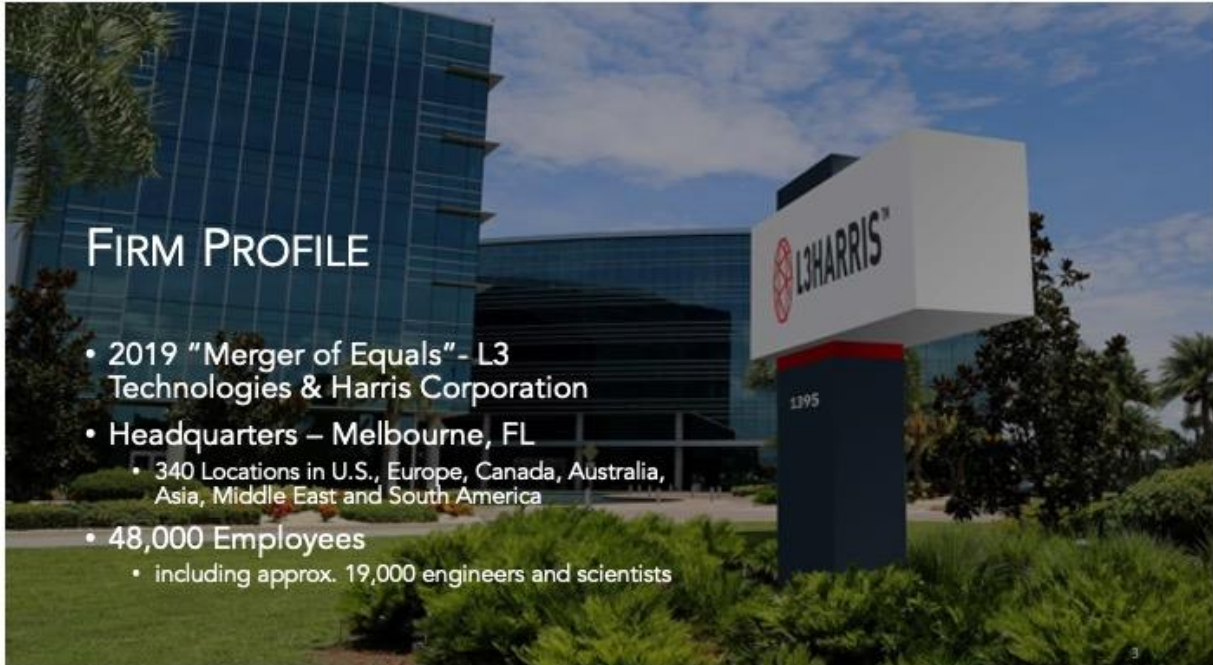 FIRM PROFILE
• 2019 “Merger of Equals”- L3
Technologies & Harris Corporation
• Headquarters – Melbourne, FL
• 340 Locations in U.S., Europe, Canada, Australia,
Asia, Middle East and South America
• 48,000 Employees
• including approx. 19,000 engineers and scientists
L3HARRIS™
1395
3